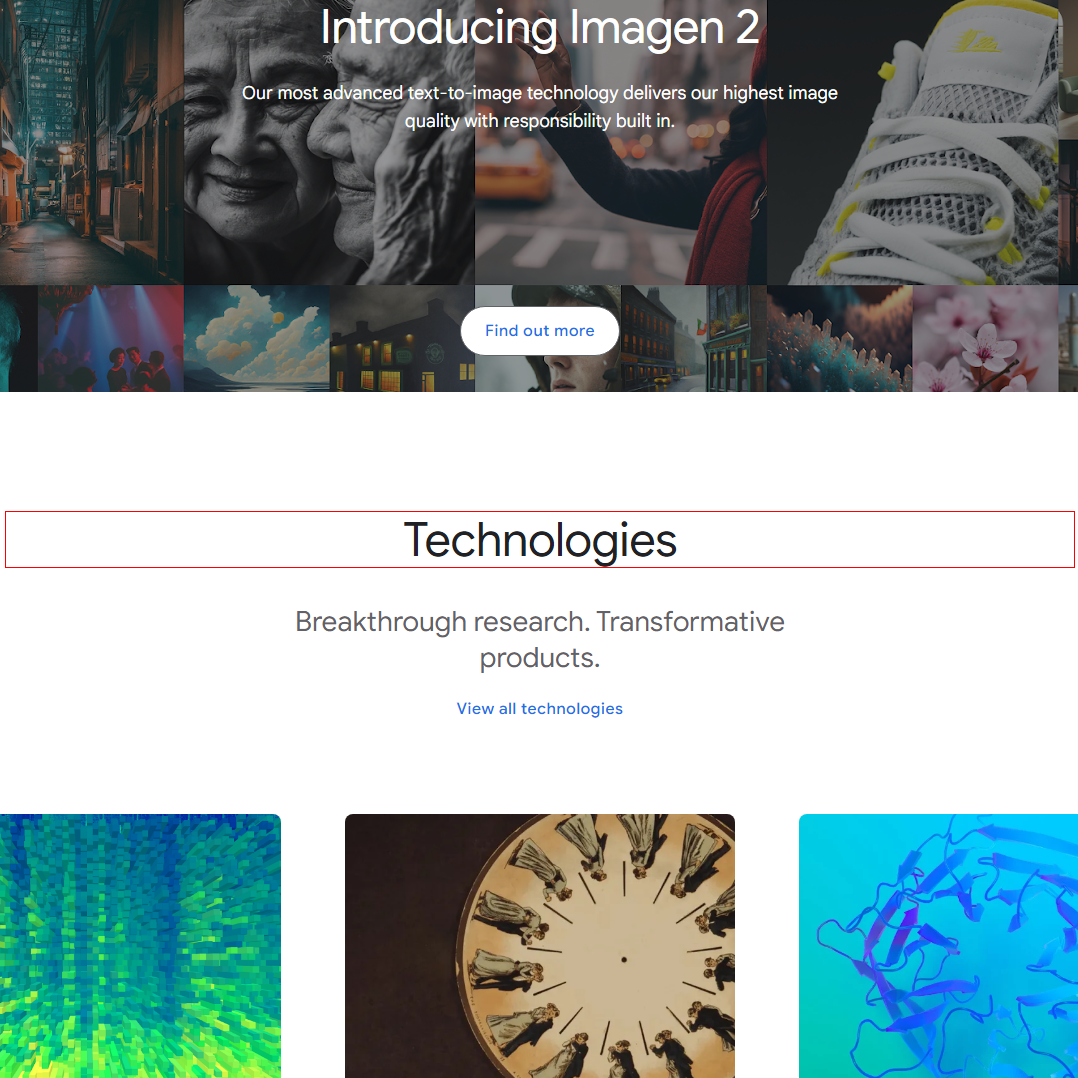 Introducing Imagen 2
Our most advanced text-to-image technology delivers our highest image
quality with responsibility built in.
Find out more
Technologies
Breakthrough research. Transformative
products.
View all technologies